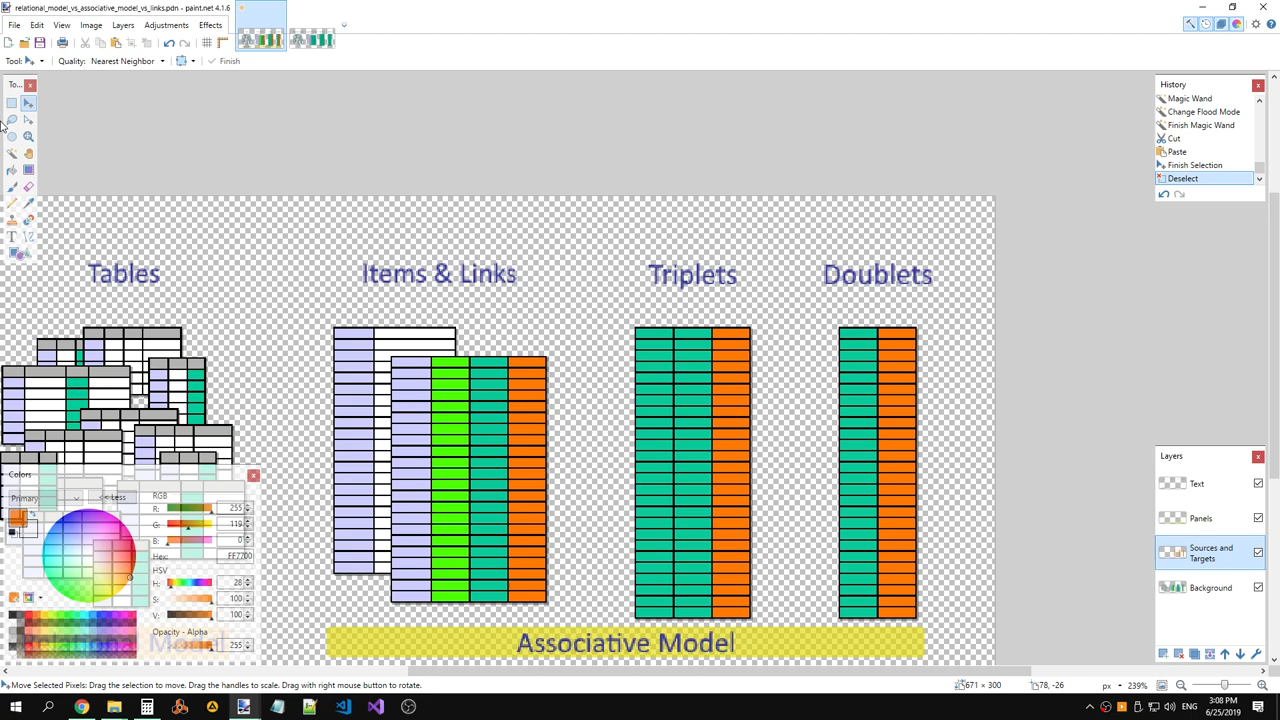 relational_model_vs_associative_model_vs_links.pdn - paint.net 4.1.6
File Edit View Image Layers Adjustments Effects
Tool: Quality: Nearest Neighbor Finish
To...
History
Magic Wand
Change Flood Mode
Finish Magic Wand
Cut
Paste
Finish Selection
Deselect
Tables Items & Links Triplets Doublets
Colors
Primary << Less
RGB
R: 255
G: 119
B: 0
Hex: FF7700
HSV
H: 28
S: 100
V: 100
Opacity - Alpha
255
Relational Model
Associative Model
Layers
Text
Panels
Sources and
Targets
Background
Move Selected Pixels: Drag the selection to move. Drag the handles to scale. Drag with right mouse button to rotate.
671 × 300
78, -26
px
239%
ENG
3:08 PM
6/25/2019